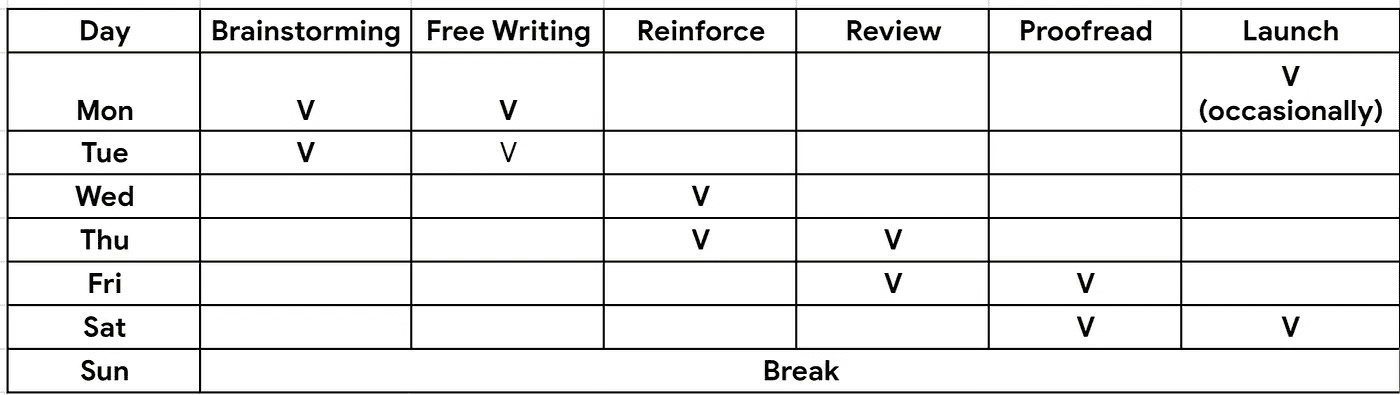 Day Brainstorming Free Writing Reinforce Review Proofread Launch
Mon V V V (occasionally)
Tue V V
Wed V
Thu V V
Fri V V
Sat V V
Sun Break